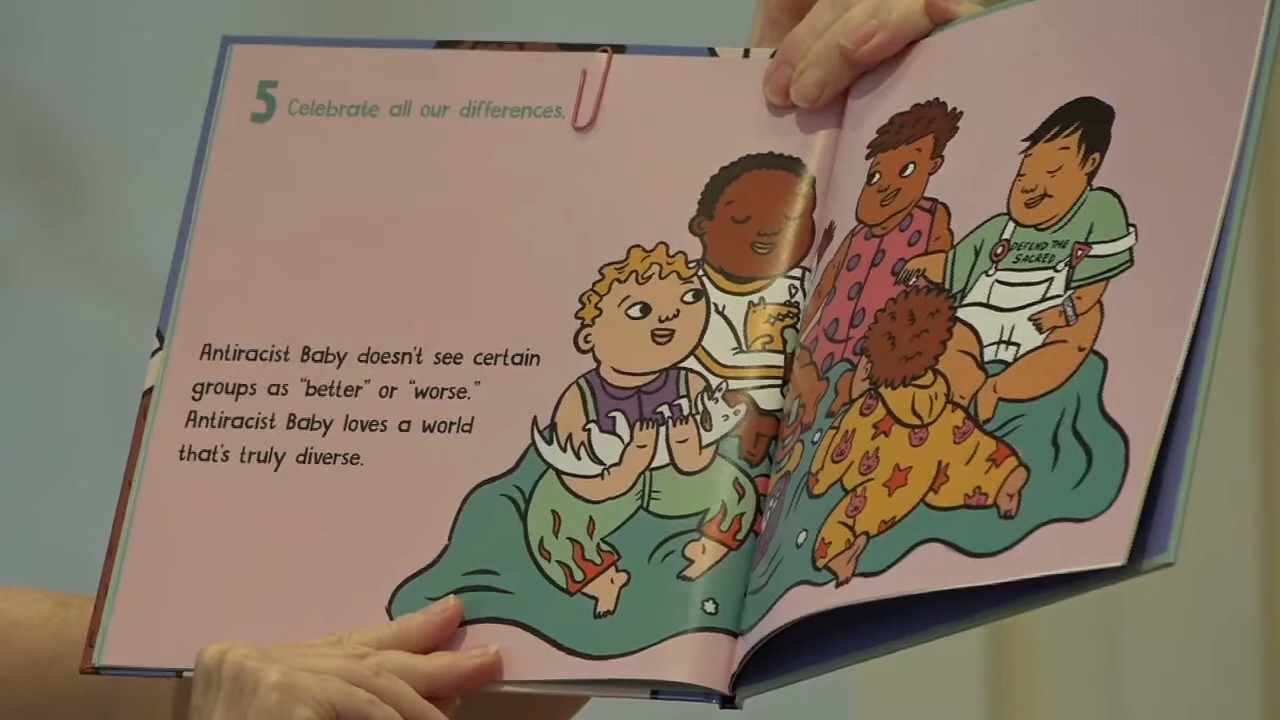 5 Celebrate all our differences.
Antiracist Baby doesn't see certain
groups as "better" or "worse."
Antiracist Baby loves a world
that's truly diverse.
DEFEND THE
SACRED